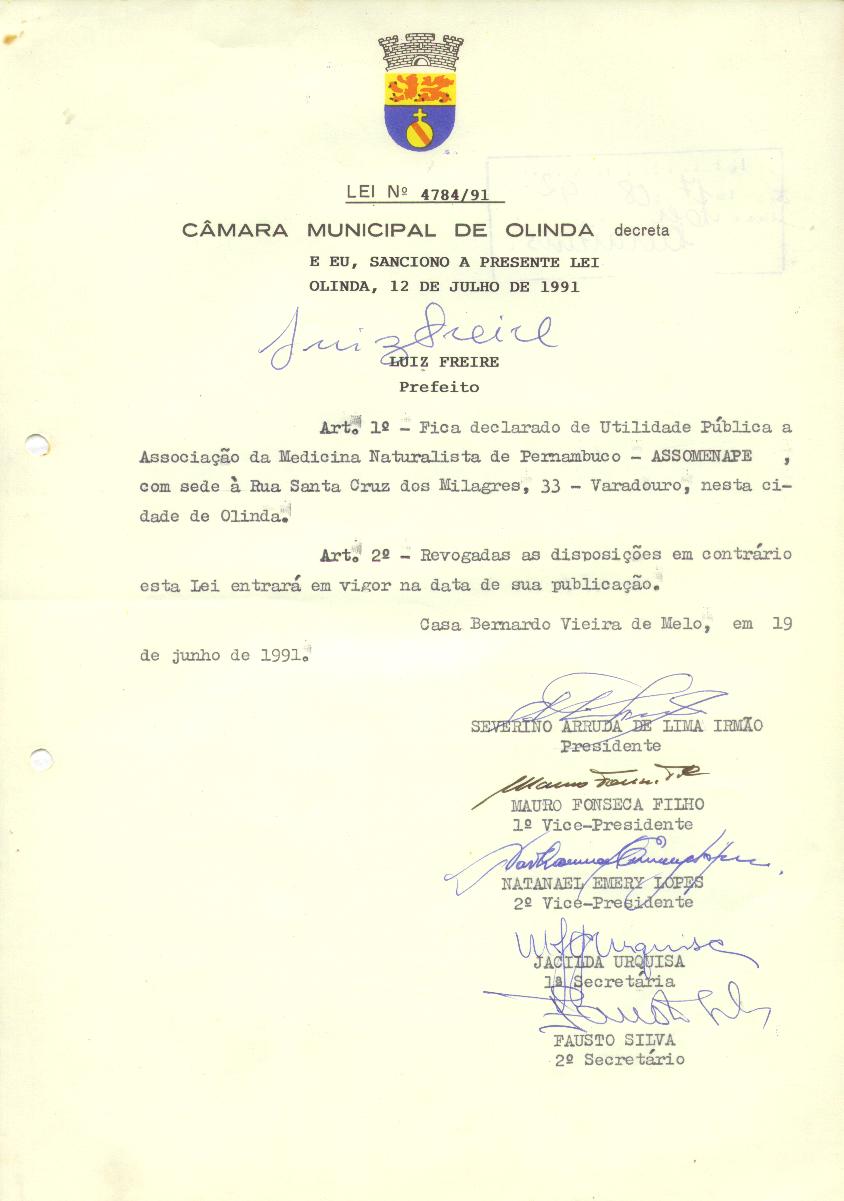 LEI Nº 4784/91
CÂMARA MUNICIPAL DE OLINDA decreta
E EU, SANCIONO A PRESENTE LEI
OLINDA, 12 DE JULHO DE 1991
Luiz Freire
LUIZ FREIRE
Prefeito
Art. 1º - Fica declarado de Utilidade Pública a
Associação da Medicina Naturalista de Pernambuco - ASSOMENAPE ,
com sede à Rua Santa Cruz dos Milagres, 33 - Varadouro, nesta ci-
dade de Olinda.
Art. 2º - Revogadas as disposições em contrário
esta Lei entrará em vigor na data de sua publicação.
Casa Bernardo Vieira de Melo, em 19
de junho de 1991.
SEVERINO ARRUDA DE LIMA IRMÃO
Presidente
MAURO FONSECA FILHO
1º Vice-Presidente
NATANAEL EMERY LOPES
2º Vice-Presidente
JACILDA URQUISA
1ª Secretária
FAUSTO SILVA
2º Secretário